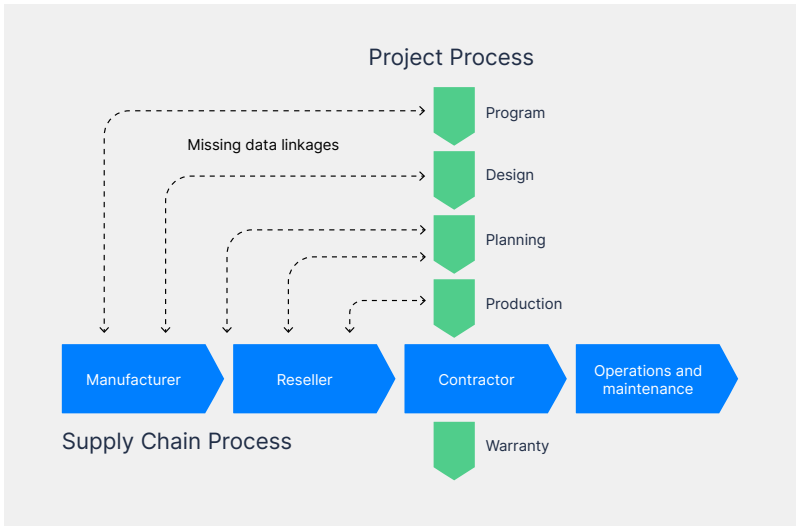 Project Process
Program
Missing data linkages
Design
Planning
Production
Manufacturer
Reseller
Contractor
Operations and
maintenance
Supply Chain Process
Warranty